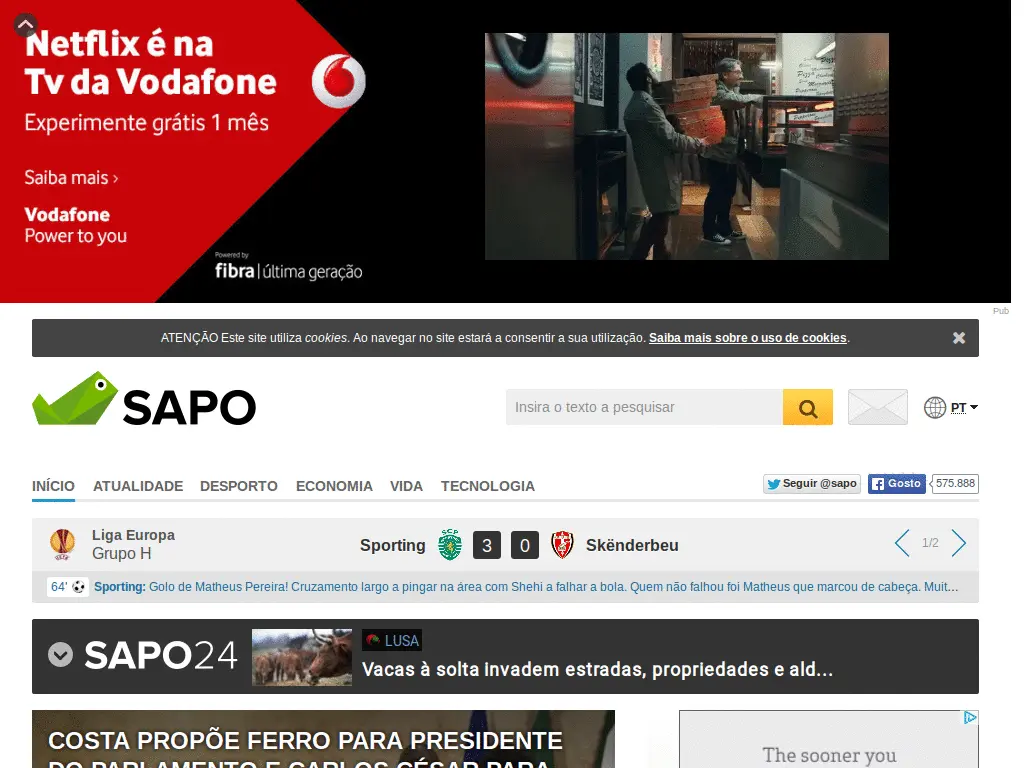 Netflix é na
Tv da Vodafone
Experimente grátis 1 mês
Saiba mais ›
Vodafone
Power to you
Powered by
fibra | última geração
Pub
ATENÇÃO Este site utiliza cookies. Ao navegar no site estará a consentir a sua utilização. Saiba mais sobre o uso de cookies.
SAPO
Insira o texto a pesquisar
PT
INÍCIO ATUALIDADE DESPORTO ECONOMIA VIDA TECNOLOGIA
Seguir @sapo Gosto 575.888
Liga Europa
Grupo H
Sporting SCP 3 0 Skënderbeu
1/2
64' Sporting: Golo de Matheus Pereira! Cruzamento largo a pingar na área com Shehi a falhar a bola. Quem não falhou foi Matheus que marcou de cabeça. Muit...
SAPO24
LUSA
Vacas à solta invadem estradas, propriedades e ald...
COSTA PROPÕE FERRO PARA PRESIDENTE
DO PARLAMENTO E CARLOS CÉSAR PARA
The sooner you